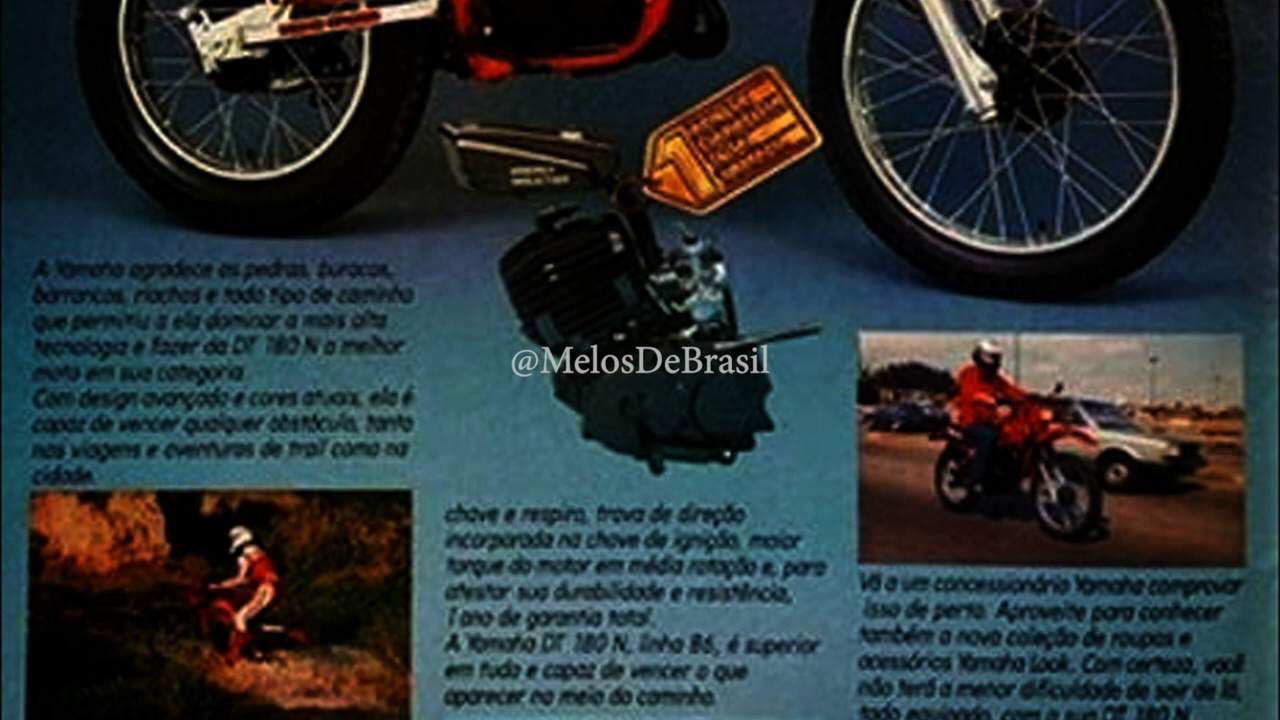 A Yamaha agradece as pedras, buracos,
barrancos, riachos e todo tipo de caminho
que permitiu a ela dominar a mais alta
tecnologia e fazer da DT 180 N a melhor
moto em sua categoria
Com design avançado e cores atuais, ela é
capaz de vencer qualquer obstáculo, tanto
nas viagens e aventuras de trail como na
cidade.
@MelosDeBrasil
chave e respiro, trava de direção
incorporada na chave de ignição, maior
torque do motor em média rotação e, para
atestar sua durabilidade e resistência,
1 ano de garantia total.
A Yamaha DT 180 N, linha 86, é superior
em tudo e capaz de vencer o que
aparecer no meio do caminho.
Vá a um concessionário Yamaha comprovar
isso de perto. Aproveite para conhecer
também a nova coleção de roupas e
acessórios Yamaha Look. Com certeza, você
não terá a menor dificuldade de sair de lá,
todo equipado, com a sua DT 180 N.